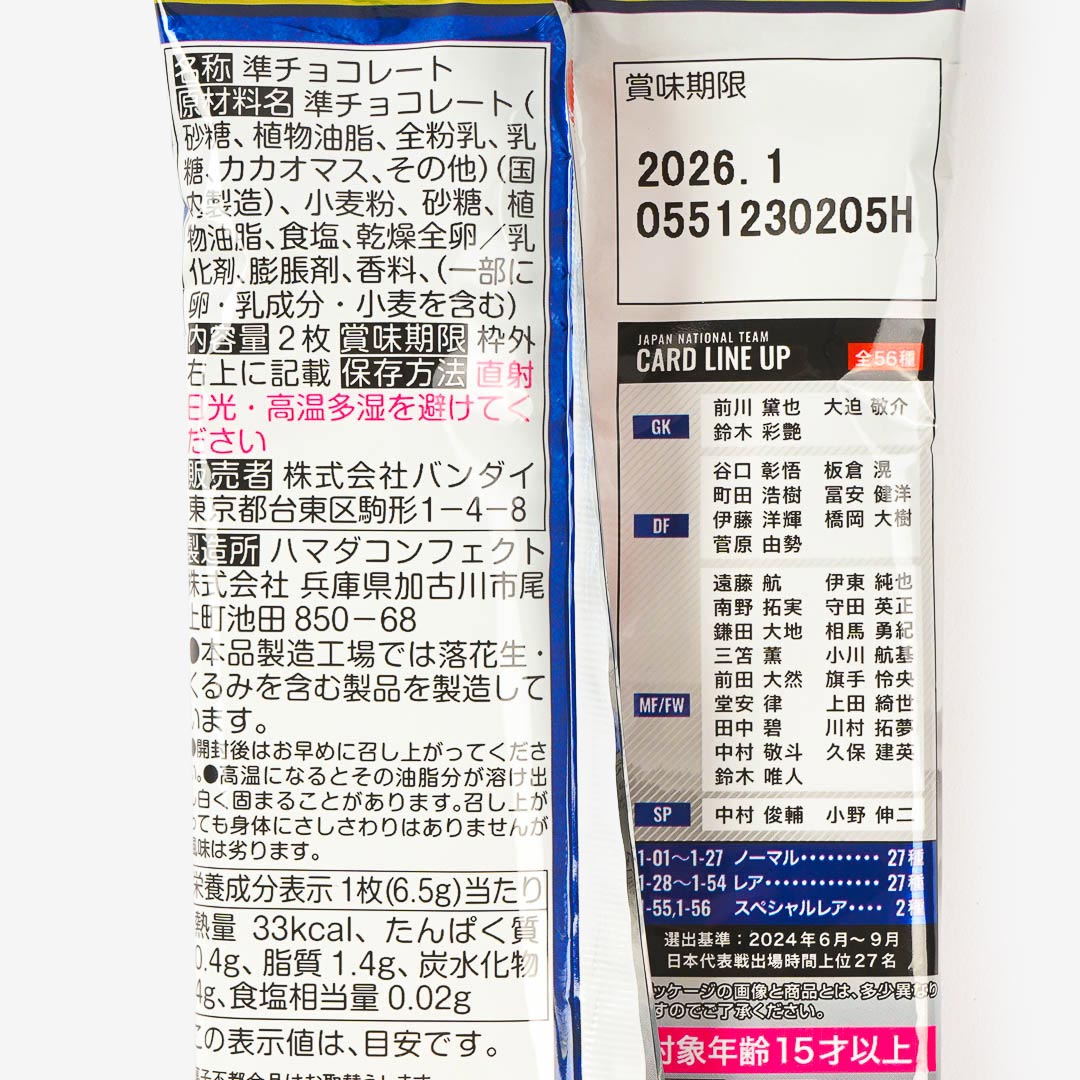 名称 準チョコレート
原材料名 準チョコレート(
砂糖、植物油脂、全粉乳、乳
糖、カカオマス、その他)(国
内製造)、小麦粉、砂糖、植
物油脂、食塩、乾燥全卵/乳
化剤、膨脹剤、香料、(一部に
卵・乳成分・小麦を含む)
内容量 2枚 賞味期限 枠外
右上に記載 保存方法 直射
日光・高温多湿を避けてく
ださい
販売者 株式会社バンダイ
東京都台東区駒形1-4-8
製造所 ハマダコンフェクト
株式会社 兵庫県加古川市尾
上町池田850-68
●本品製造工場では落花生・
くるみを含む製品を製造して
います。
●開封後はお早めに召し上がってくださ
い。●高温になるとその油脂分が溶け出
し白く固まることがあります。召し上が
っても身体にさしさわりはありませんが
風味は劣ります。
栄養成分表示 1枚(6.5g)当たり
熱量 33kcal、たんぱく質
0.4g、脂質 1.4g、炭水化物
4g、食塩相当量 0.02g
この表示値は、目安です。
賞味期限
2026. 1
0551230205H
JAPAN NATIONAL TEAM
CARD LINE UP 全56種
GK
前川 黛也 大迫 敬介
鈴木 彩艶
DF
谷口 彰悟 板倉 滉
町田 浩樹 冨安 健洋
伊藤 洋輝 橋岡 大樹
菅原 由勢
MF/FW
遠藤 航 伊東 純也
南野 拓実 守田 英正
鎌田 大地 相馬 勇紀
三笘 薫 小川 航基
前田 大然 旗手 怜央
堂安 律 上田 綺世
田中 碧 川村 拓夢
中村 敬斗 久保 建英
鈴木 唯人
SP
中村 俊輔 小野 伸二
1-01~1-27 ノーマル········· 27種
1-28~1-54 レア············· 27種
1-55,1-56 スペシャルレア···· 2種
選出基準:2024年6月~9月
日本代表戦出場時間上位27名
パッケージの画像と商品とは、多少異なり
ますのでご了承ください。
対象年齢15才以上